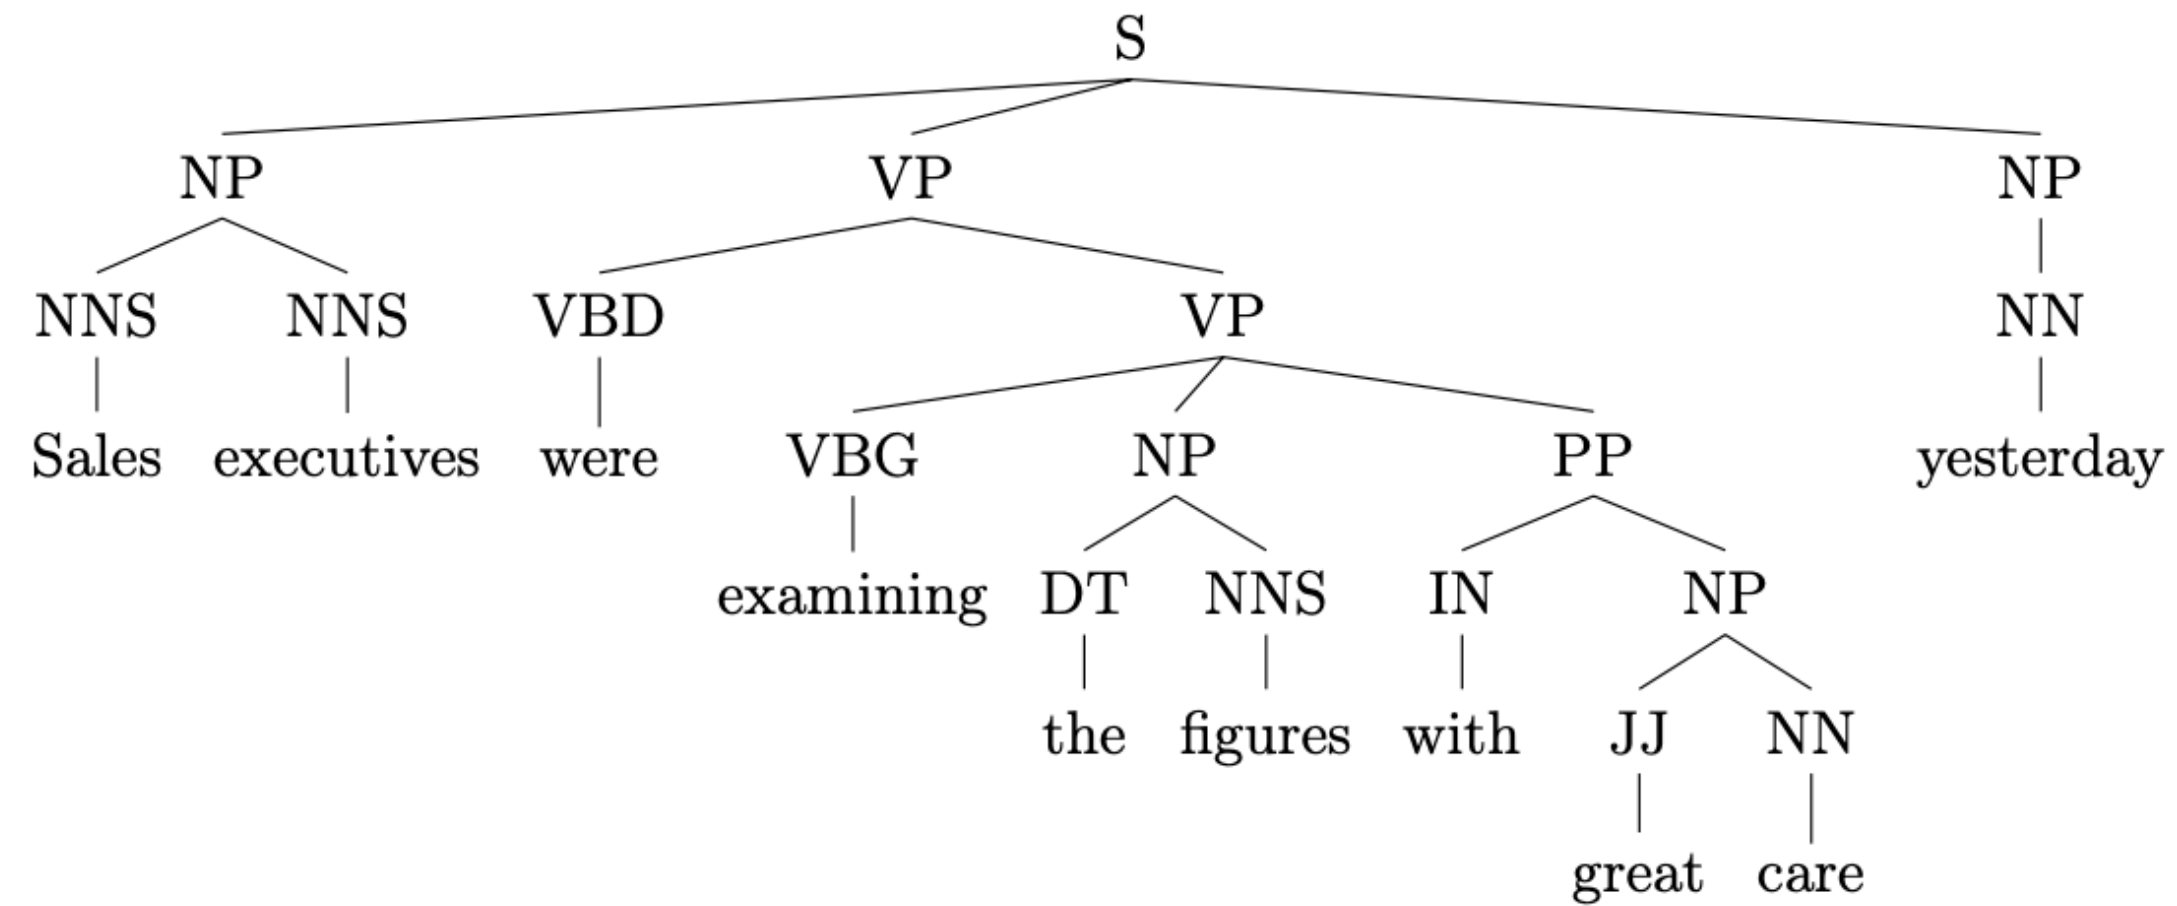 S
NP VP NP
NNS NNS VBD VP NN
Sales executives were VBG NP PP yesterday
examining DT NNS IN NP
the figures with JJ NN
great care